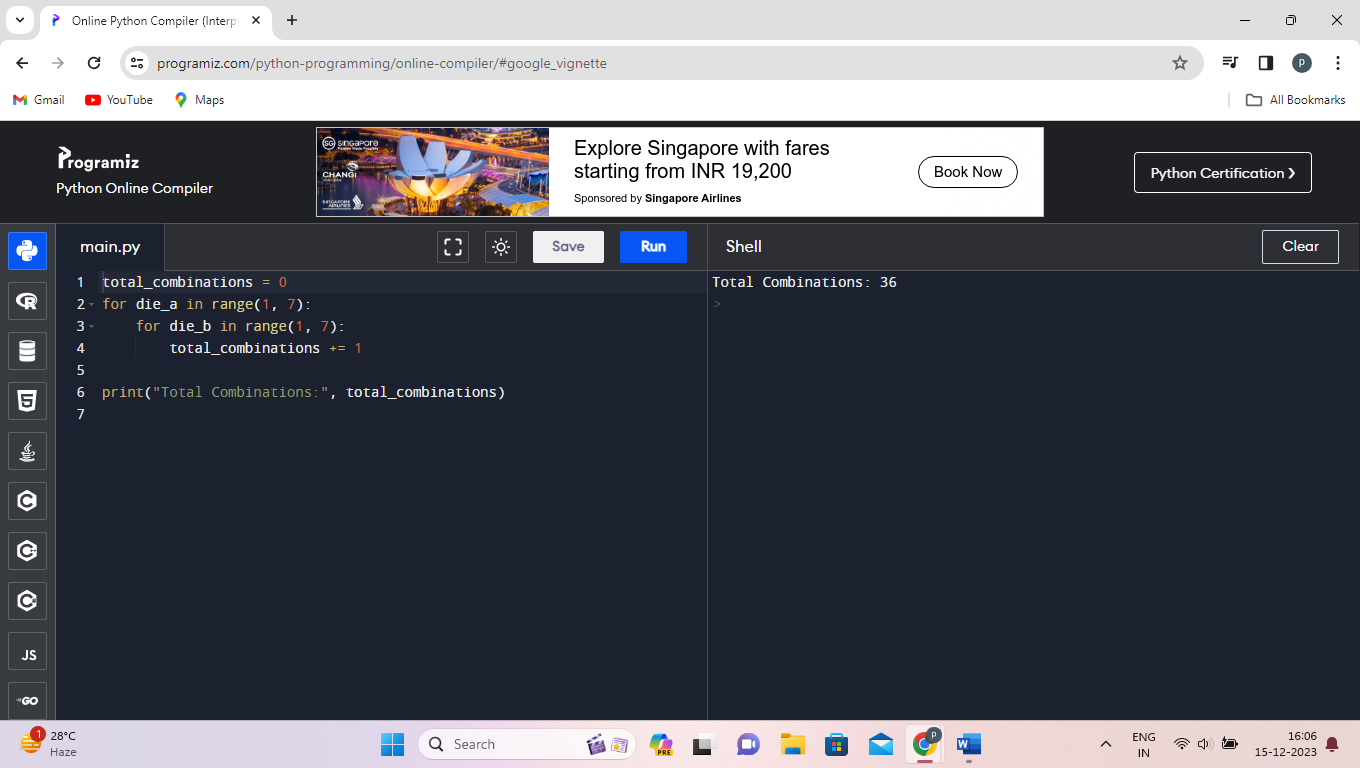 Online Python Compiler (Interp
programiz.com/python-programming/online-compiler/#google_vignette
P
Gmail
YouTube
Maps
All Bookmarks
Programiz
Python Online Compiler
SG singapore
CHANGI
SINGAPORE AIRLINES
Explore Singapore with fares
starting from INR 19,200
Sponsored by Singapore Airlines
Book Now
Python Certification ❯
main.py
Save
Run
Shell
Clear
1 total_combinations = 0
2 for die_a in range(1, 7):
3     for die_b in range(1, 7):
4         total_combinations += 1
5
6 print("Total Combinations:", total_combinations)
7
Total Combinations: 36
>
R
5
C
C
C
JS
GO
1
28°C
Haze
Search
PRE
P
W
ENG
IN
16:06
15-12-2023